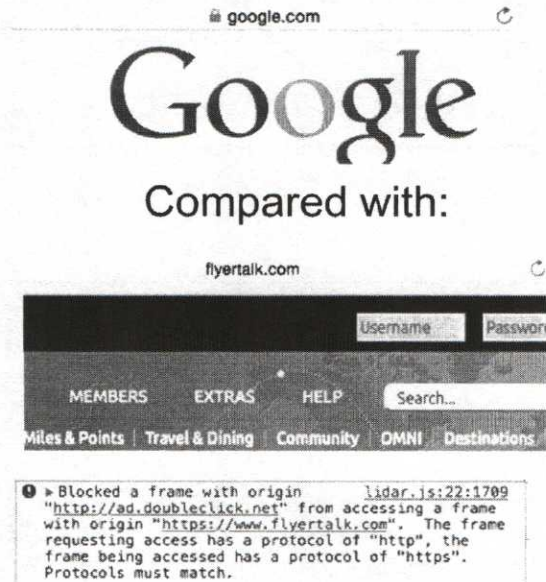 google.com
Google
Compared with:
flyertalk.com
Username Password
MEMBERS EXTRAS HELP Search...
Miles & Points | Travel & Dining | Community | OMNI | Destinations
Blocked a frame with origin lidar.js:22:1709
"http://ad.doubleclick.net" from accessing a frame
with origin "https://www.flyertalk.com". The frame
requesting access has a protocol of "http", the
frame being accessed has a protocol of "https".
Protocols must match.